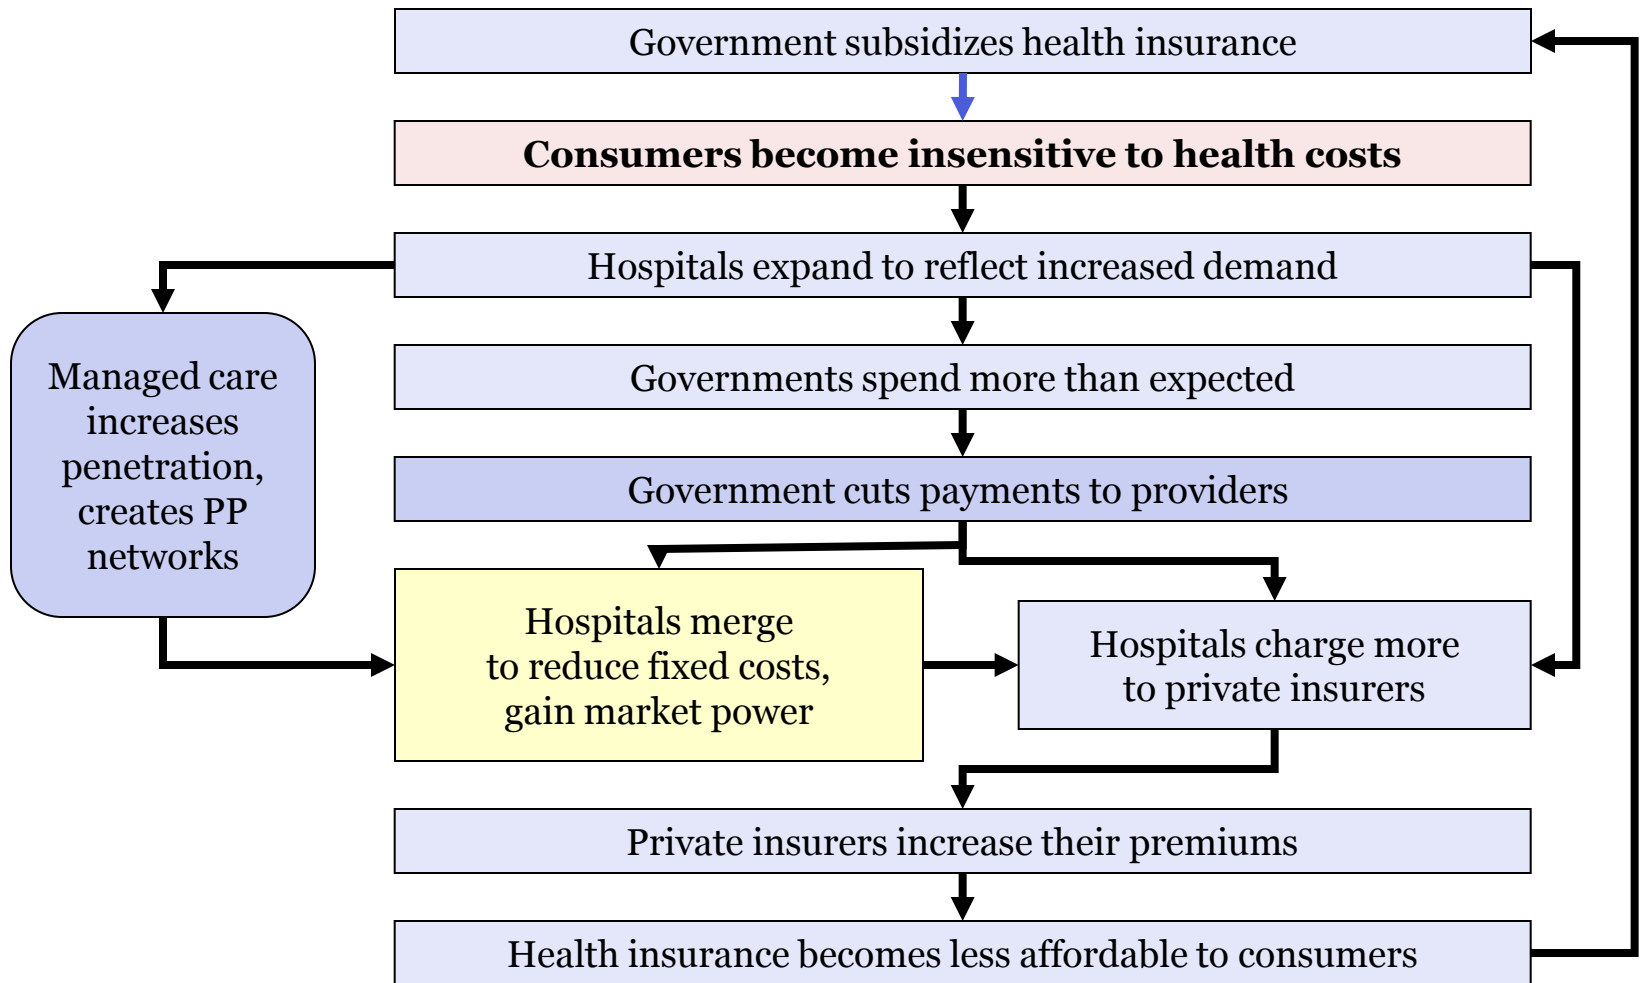 Government subsidizes health insurance
Consumers become insensitive to health costs
Hospitals expand to reflect increased demand
Governments spend more than expected
Managed care
increases
penetration,
creates PP
networks
Government cuts payments to providers
Hospitals merge
to reduce fixed costs,
gain market power
Hospitals charge more
to private insurers
Private insurers increase their premiums
Health insurance becomes less affordable to consumers